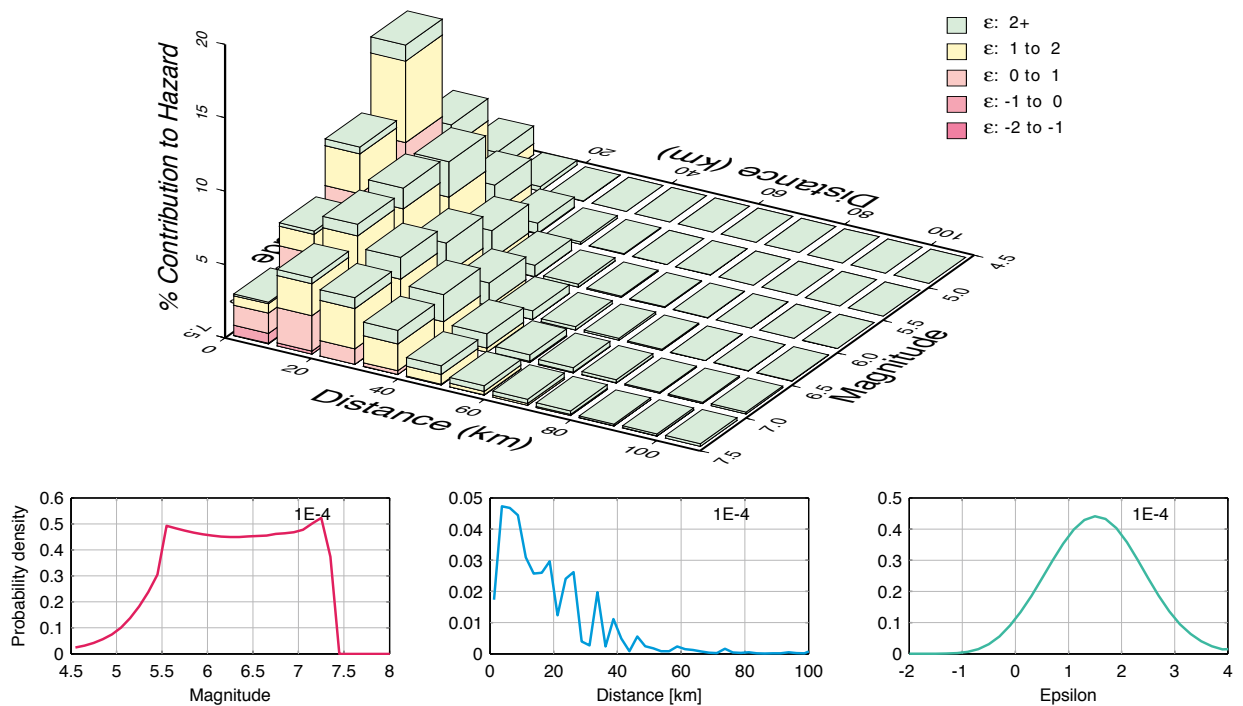 % Contribution to Hazard
20
15
10
5
ε: 2+
ε: 1 to 2
ε: 0 to 1
ε: -1 to 0
ε: -2 to -1
20
40
60
80
100
Distance (km)
4.5
5.0
5.5
6.0
6.5
7.0
7.5
Magnitude
de
7.5
0
20
40
60
80
100
Distance (km)
0.6
0.5
0.4
0.3
0.2
0.1
0
Probability density
1E-4
4.5 5 5.5 6 6.5 7 7.5 8
Magnitude
0.05
0.04
0.03
0.02
0.01
0
1E-4
0 20 40 60 80 100
Distance [km]
0.5
0.4
0.3
0.2
0.1
0
1E-4
-2 -1 0 1 2 3 4
Epsilon